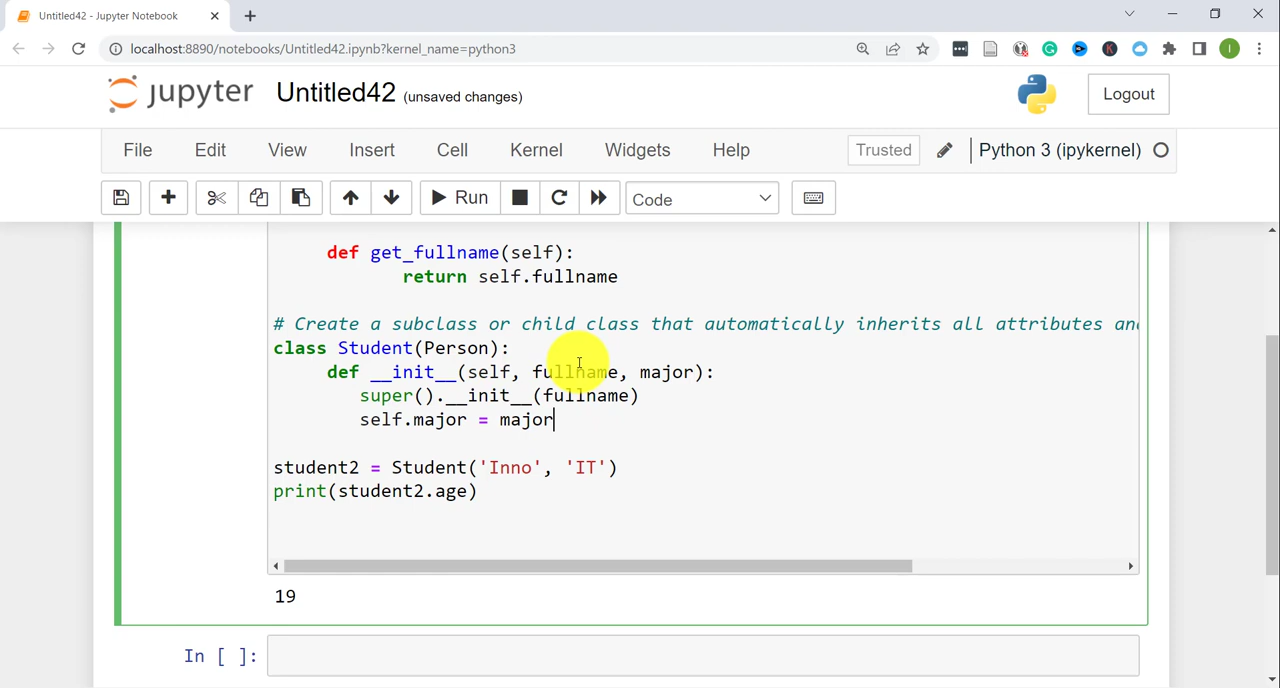 Untitled42 - Jupyter Notebook
localhost:8890/notebooks/Untitled42.ipynb?kernel_name=python3
jupyter Untitled42 (unsaved changes)
Logout
File Edit View Insert Cell Kernel Widgets Help Trusted Python 3 (ipykernel)
Run Code
def get_fullname(self):
return self.fullname
# Create a subclass or child class that automatically inherits all attributes an
class Student(Person):
def __init__(self, fullname, major):
super().__init__(fullname)
self.major = major
student2 = Student('Inno', 'IT')
print(student2.age)
19
In [ ]: